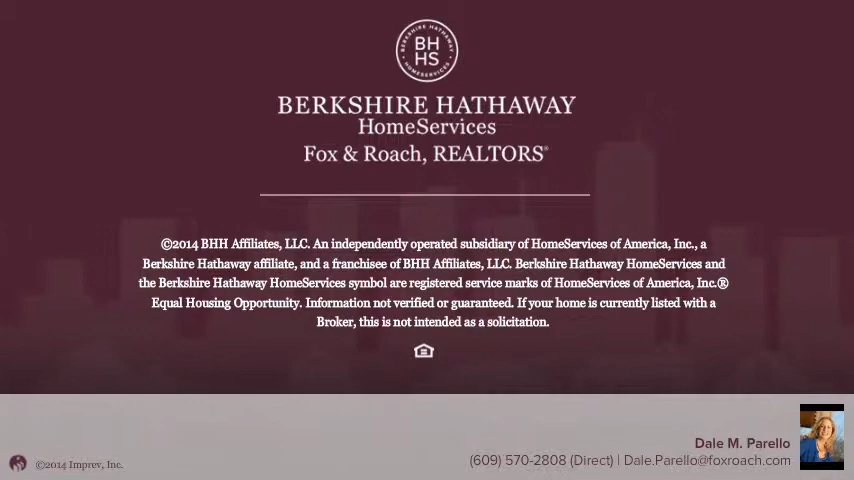 BERKSHIRE HATHAWAY
HOMESERVICES
BH
HS
BERKSHIRE HATHAWAY
HomeServices
Fox & Roach, REALTORS®
©2014 BHH Affiliates, LLC. An independently operated subsidiary of HomeServices of America, Inc., a
Berkshire Hathaway affiliate, and a franchisee of BHH Affiliates, LLC. Berkshire Hathaway HomeServices and
the Berkshire Hathaway HomeServices symbol are registered service marks of HomeServices of America, Inc.®
Equal Housing Opportunity. Information not verified or guaranteed. If your home is currently listed with a
Broker, this is not intended as a solicitation.
Dale M. Parello
(609) 570-2808 (Direct) | Dale.Parello@foxroach.com
©2014 Imprev, Inc.